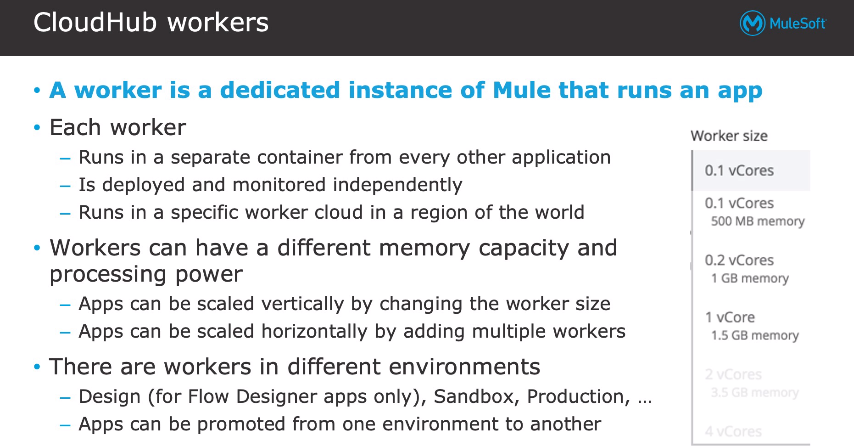 CloudHub workers
MuleSoft
• A worker is a dedicated instance of Mule that runs an app
• Each worker
– Runs in a separate container from every other application
– Is deployed and monitored independently
– Runs in a specific worker cloud in a region of the world
• Workers can have a different memory capacity and
processing power
– Apps can be scaled vertically by changing the worker size
– Apps can be scaled horizontally by adding multiple workers
• There are workers in different environments
– Design (for Flow Designer apps only), Sandbox, Production, …
– Apps can be promoted from one environment to another
Worker size
0.1 vCores
0.1 vCores
500 MB memory
0.2 vCores
1 GB memory
1 vCore
1.5 GB memory
2 vCores
3.5 GB memory
4 vCores